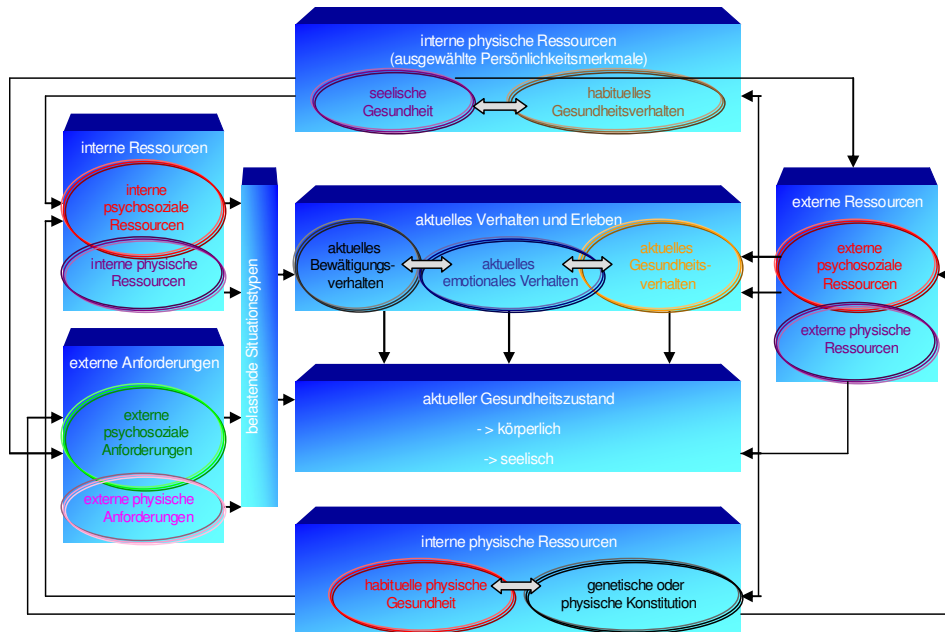 interne physische Ressourcen
(ausgewählte Persönlichkeitsmerkmale)
seelische
Gesundheit
habituelles
Gesundheitsverhalten
interne Ressourcen
interne
psychosoziale
Ressourcen
interne physische
Ressourcen
externe Anforderungen
externe
psychosoziale
Anforderungen
externe physische
Anforderungen
belastende Situationstypen
aktuelles Verhalten und Erleben
aktuelles
Bewältigungs-
verhalten
aktuelles
emotionales Verhalten
aktuelles
Gesundheits-
verhalten
externe Ressourcen
externe
psychosoziale
Ressourcen
externe physische
Ressourcen
aktueller Gesundheitszustand
- > körperlich
-> seelisch
interne physische Ressourcen
habituelle physische
Gesundheit
genetische oder
physische Konstitution